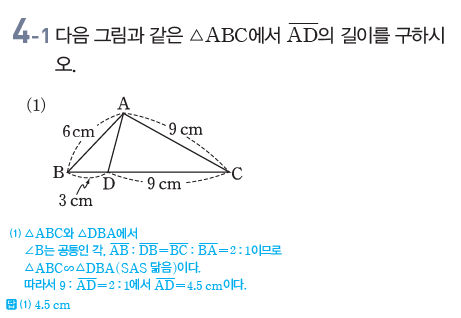 4-1 다음 그림과 같은 △ABC에서 AD의 길이를 구하시
오.
(1)
A
6 cm
9 cm
B
D
9 cm
C
3 cm
(1) △ABC와 △DBA에서
∠B는 공통인 각, AB : DB=BC : BA=2 : 1이므로
△ABC∽△DBA(SAS 닮음)이다.
따라서 9 : AD=2 : 1에서 AD=4.5 cm이다.
답 (1) 4.5 cm